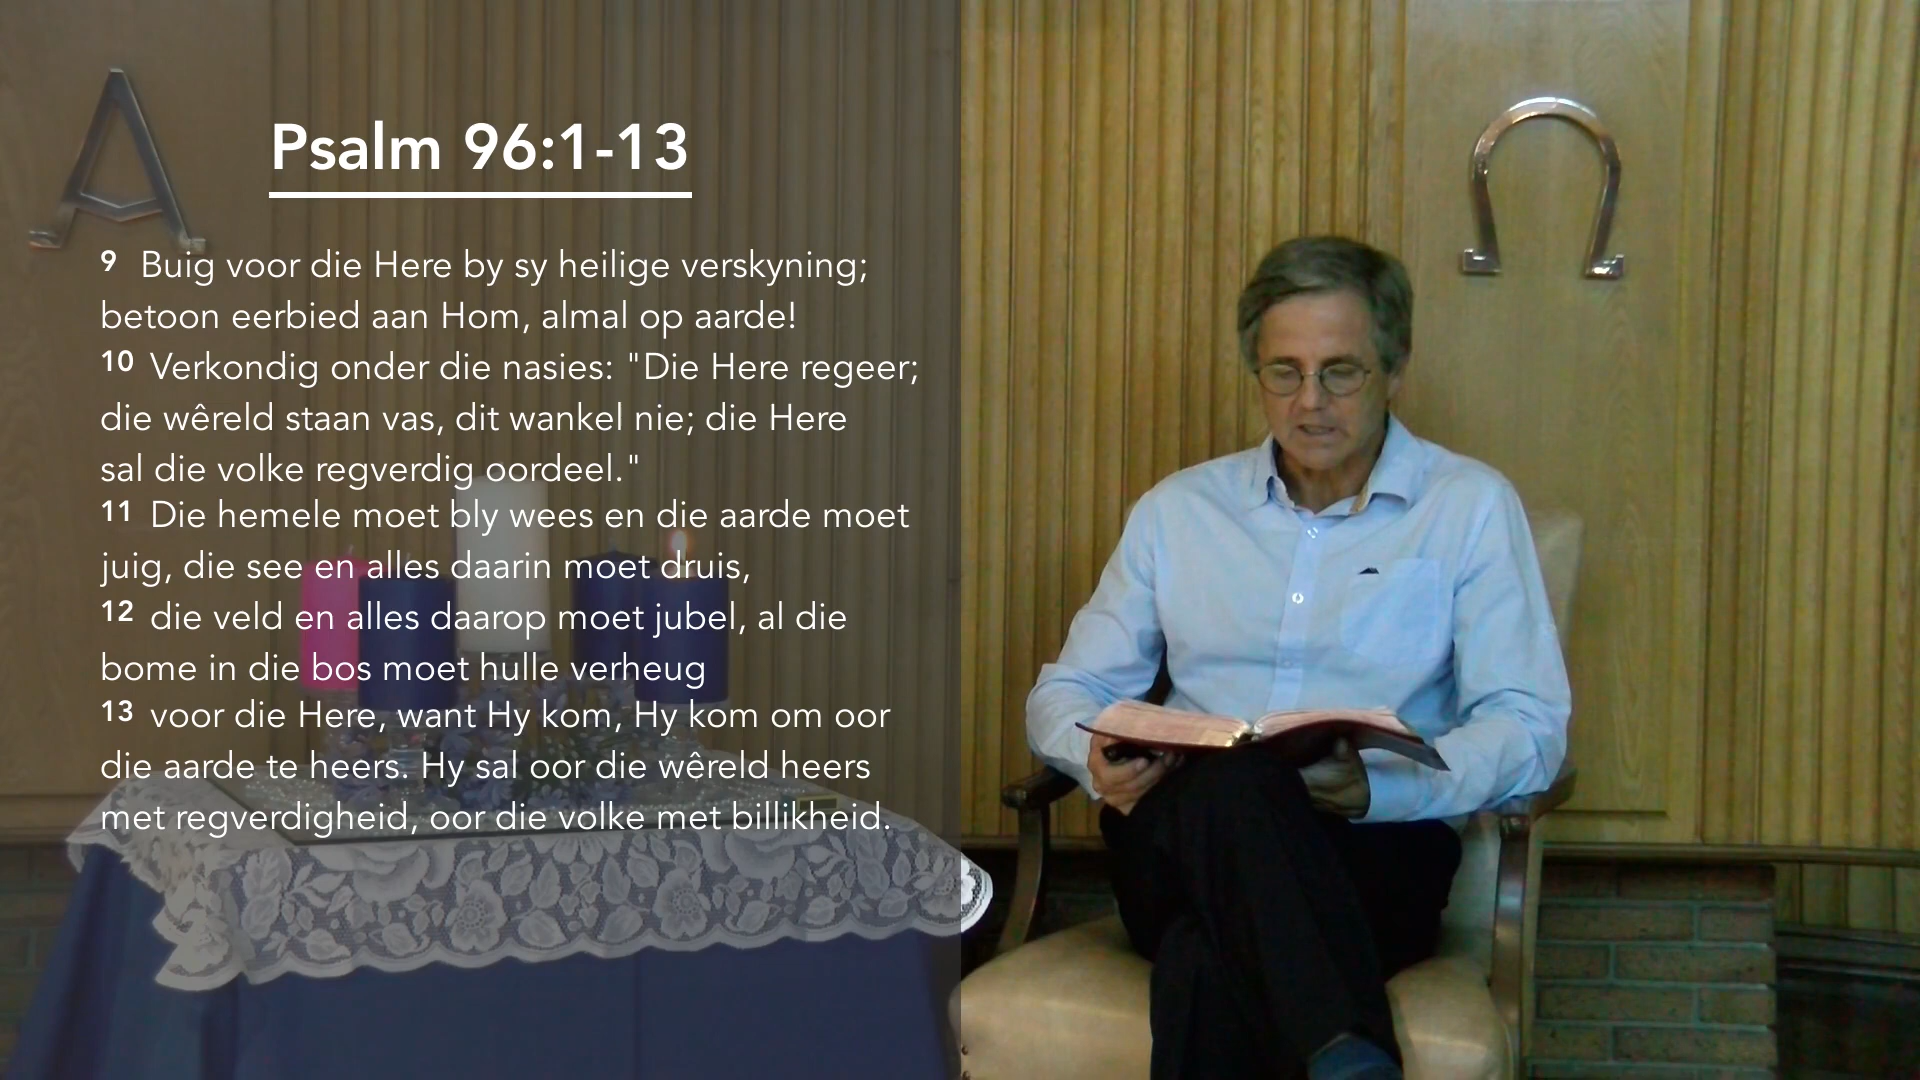 A
Ω
Psalm 96:1-13
9 Buig voor die Here by sy heilige verskyning;
betoon eerbied aan Hom, almal op aarde!
10 Verkondig onder die nasies: "Die Here regeer;
die wêreld staan vas, dit wankel nie; die Here
sal die volke regverdig oordeel."
11 Die hemele moet bly wees en die aarde moet
juig, die see en alles daarin moet druis,
12 die veld en alles daarop moet jubel, al die
bome in die bos moet hulle verheug
13 voor die Here, want Hy kom, Hy kom om oor
die aarde te heers. Hy sal oor die wêreld heers
met regverdigheid, oor die volke met billikheid.